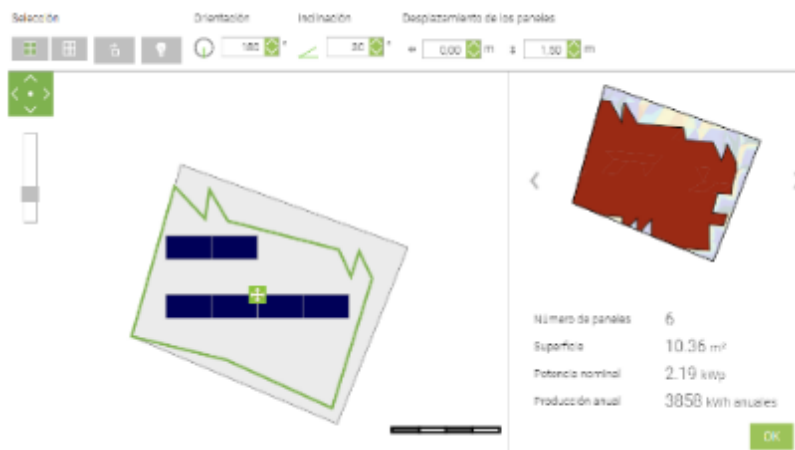 Selección Orientación Inclinación Desplazamiento de los paneles
180 ° 30 ° 0.00 m 1.50 m
Número de paneles 6
Superficie 10.36 m²
Potencia nominal 2.19 kWp
Producción anual 3858 kWh anuales
OK